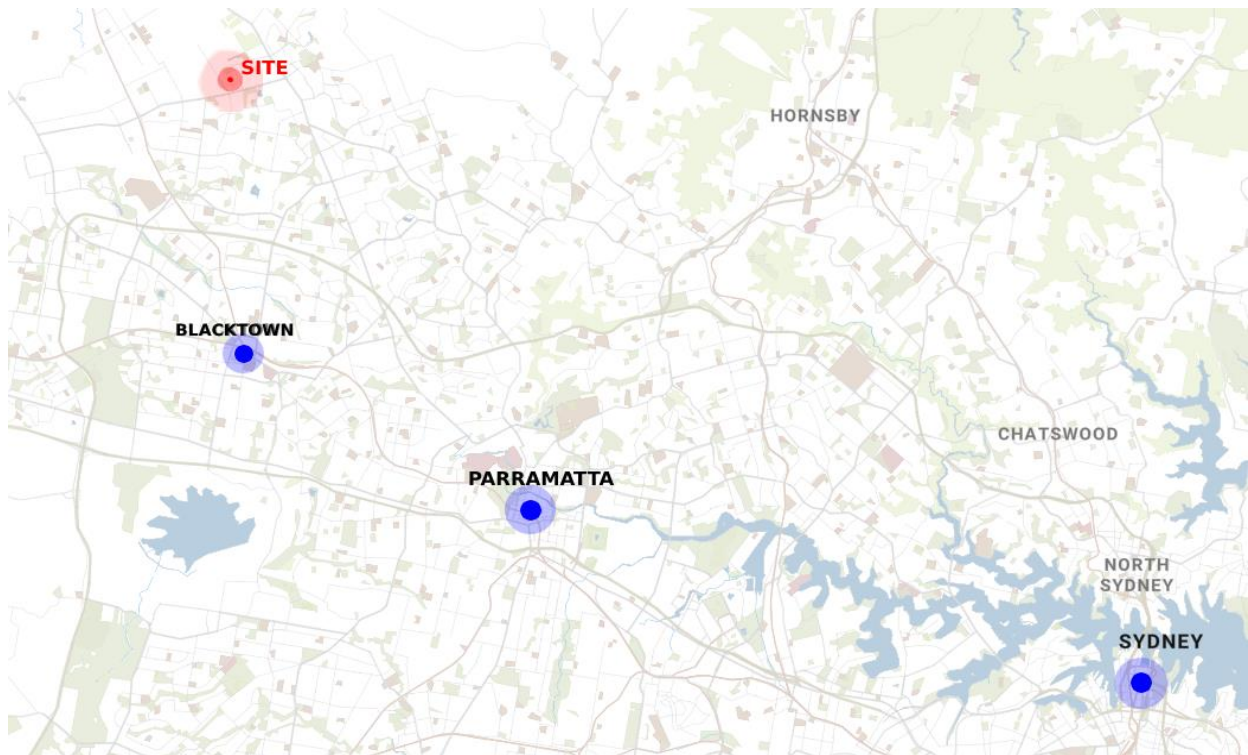 SITE
HORNSBY
BLACKTOWN
CHATSWOOD
PARRAMATTA
NORTH
SYDNEY
SYDNEY